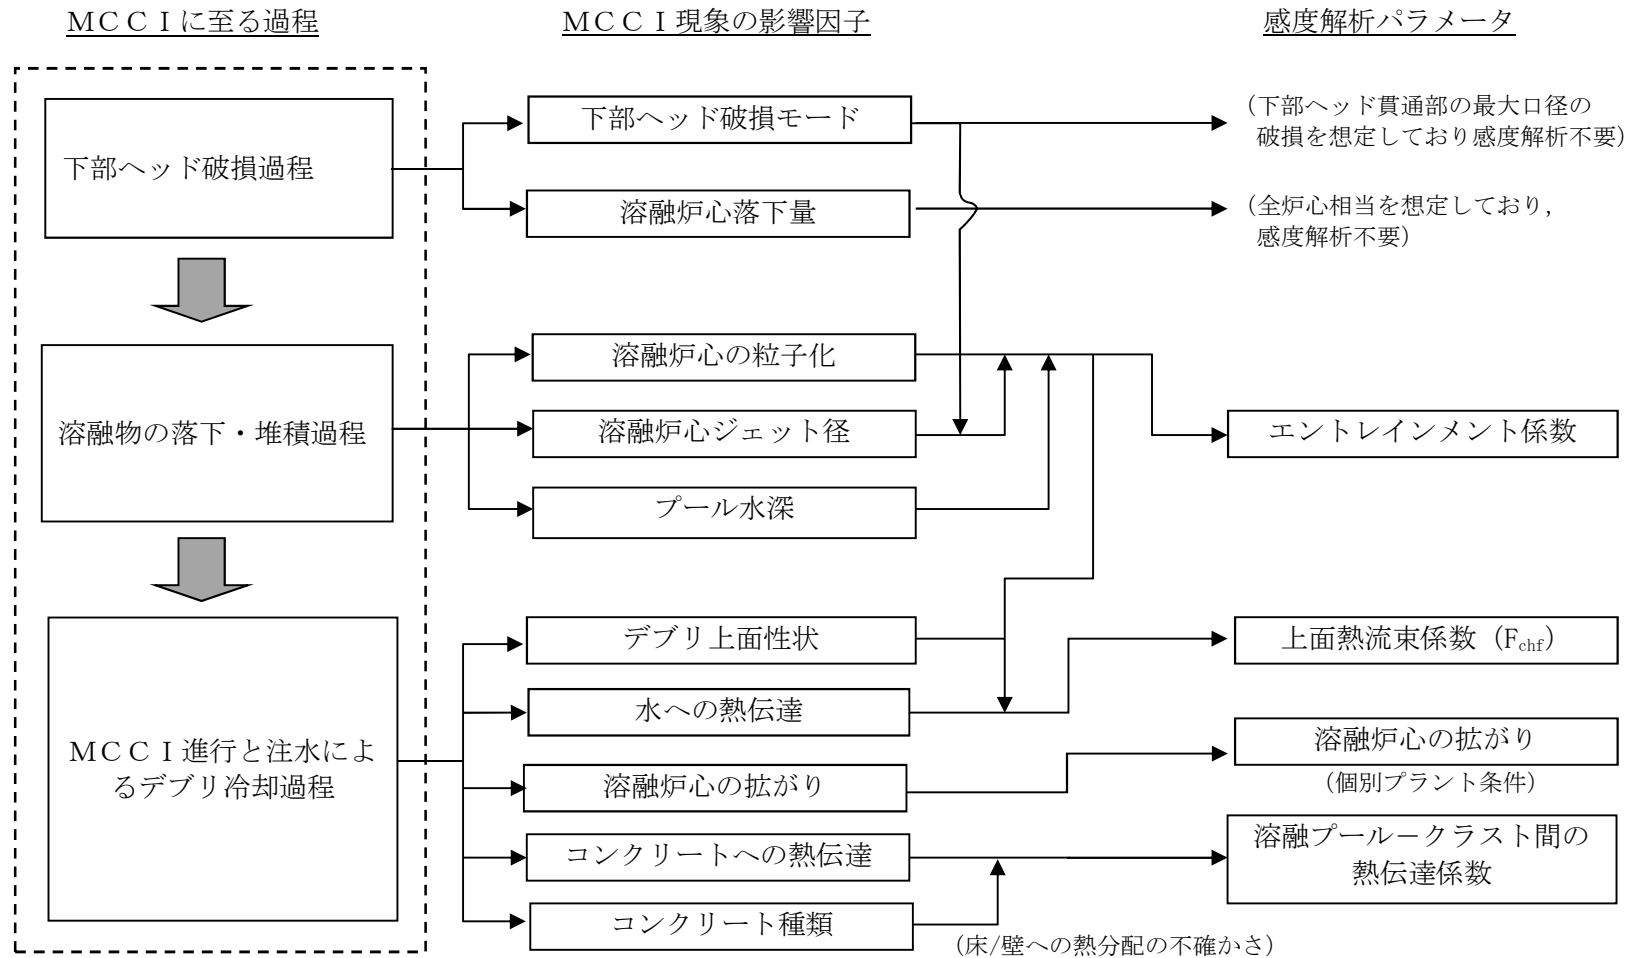 ＭＣＣＩに至る過程
ＭＣＣＩ現象の影響因子
感度解析パラメータ
下部ヘッド破損過程
下部ヘッド破損モード
（下部ヘッド貫通部の最大口径の
破損を想定しており感度解析不要）
溶融炉心落下量
（全炉心相当を想定しており，
感度解析不要）
溶融物の落下・堆積過程
溶融炉心の粒子化
溶融炉心ジェット径
プール水深
エントレインメント係数
ＭＣＣＩ進行と注水によ
るデブリ冷却過程
デブリ上面性状
水への熱伝達
溶融炉心の拡がり
コンクリートへの熱伝達
コンクリート種類
（床/壁への熱分配の不確かさ）
上面熱流束係数（Fchf）
溶融炉心の拡がり
（個別プラント条件）
溶融プール－クラスト間の
熱伝達係数